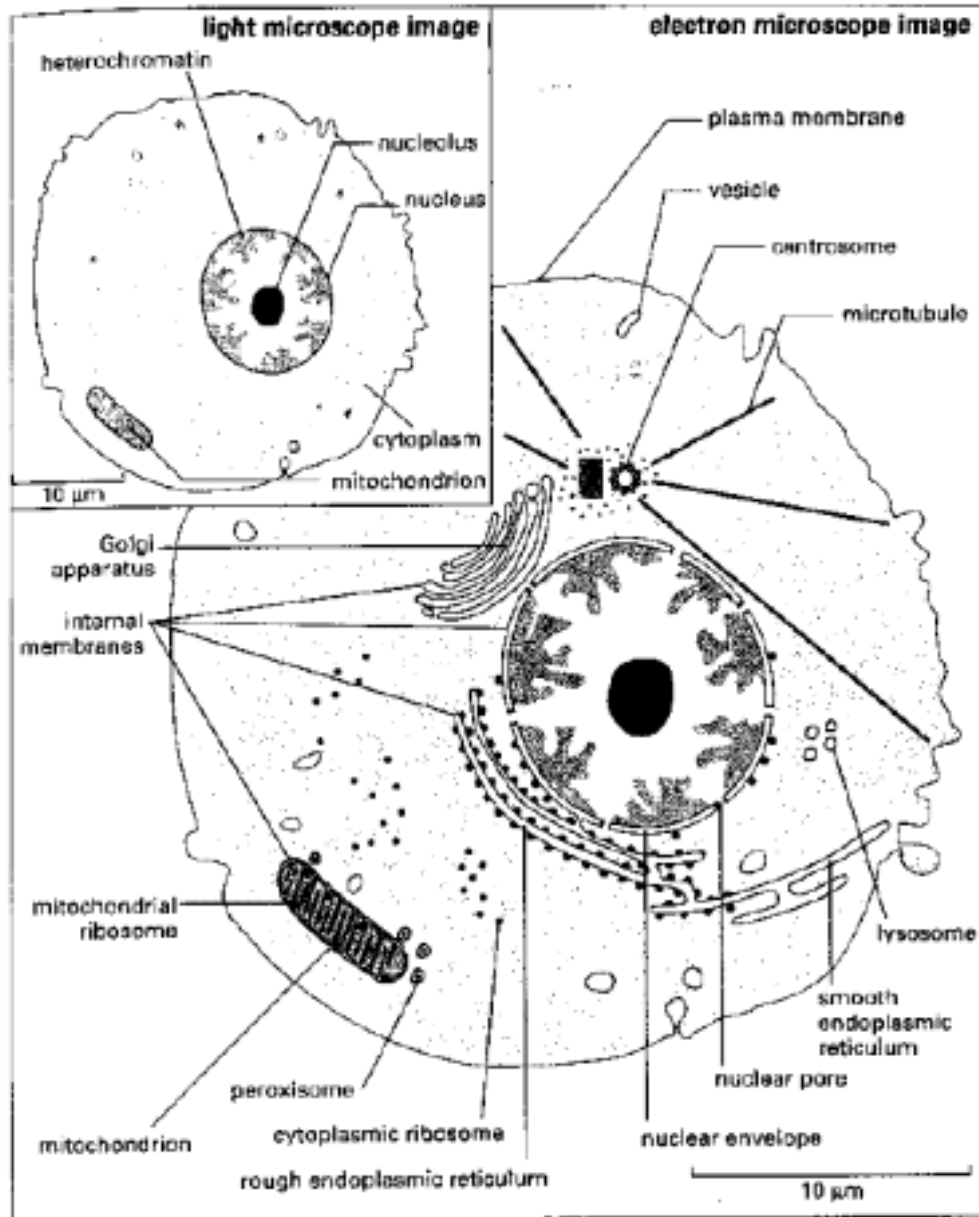 light microscope image
heterochromatin
nucleolus
nucleus
cytoplasm
mitochondrion
10 µm
electron microscope image
plasma membrane
vesicle
centrosome
microtubule
Golgi
apparatus
internal
membranes
mitochondrial
ribosome
lysosome
smooth
endoplasmic
reticulum
peroxisome
nuclear pore
mitochondrion
cytoplasmic ribosome
nuclear envelope
rough endoplasmic reticulum
10 µm